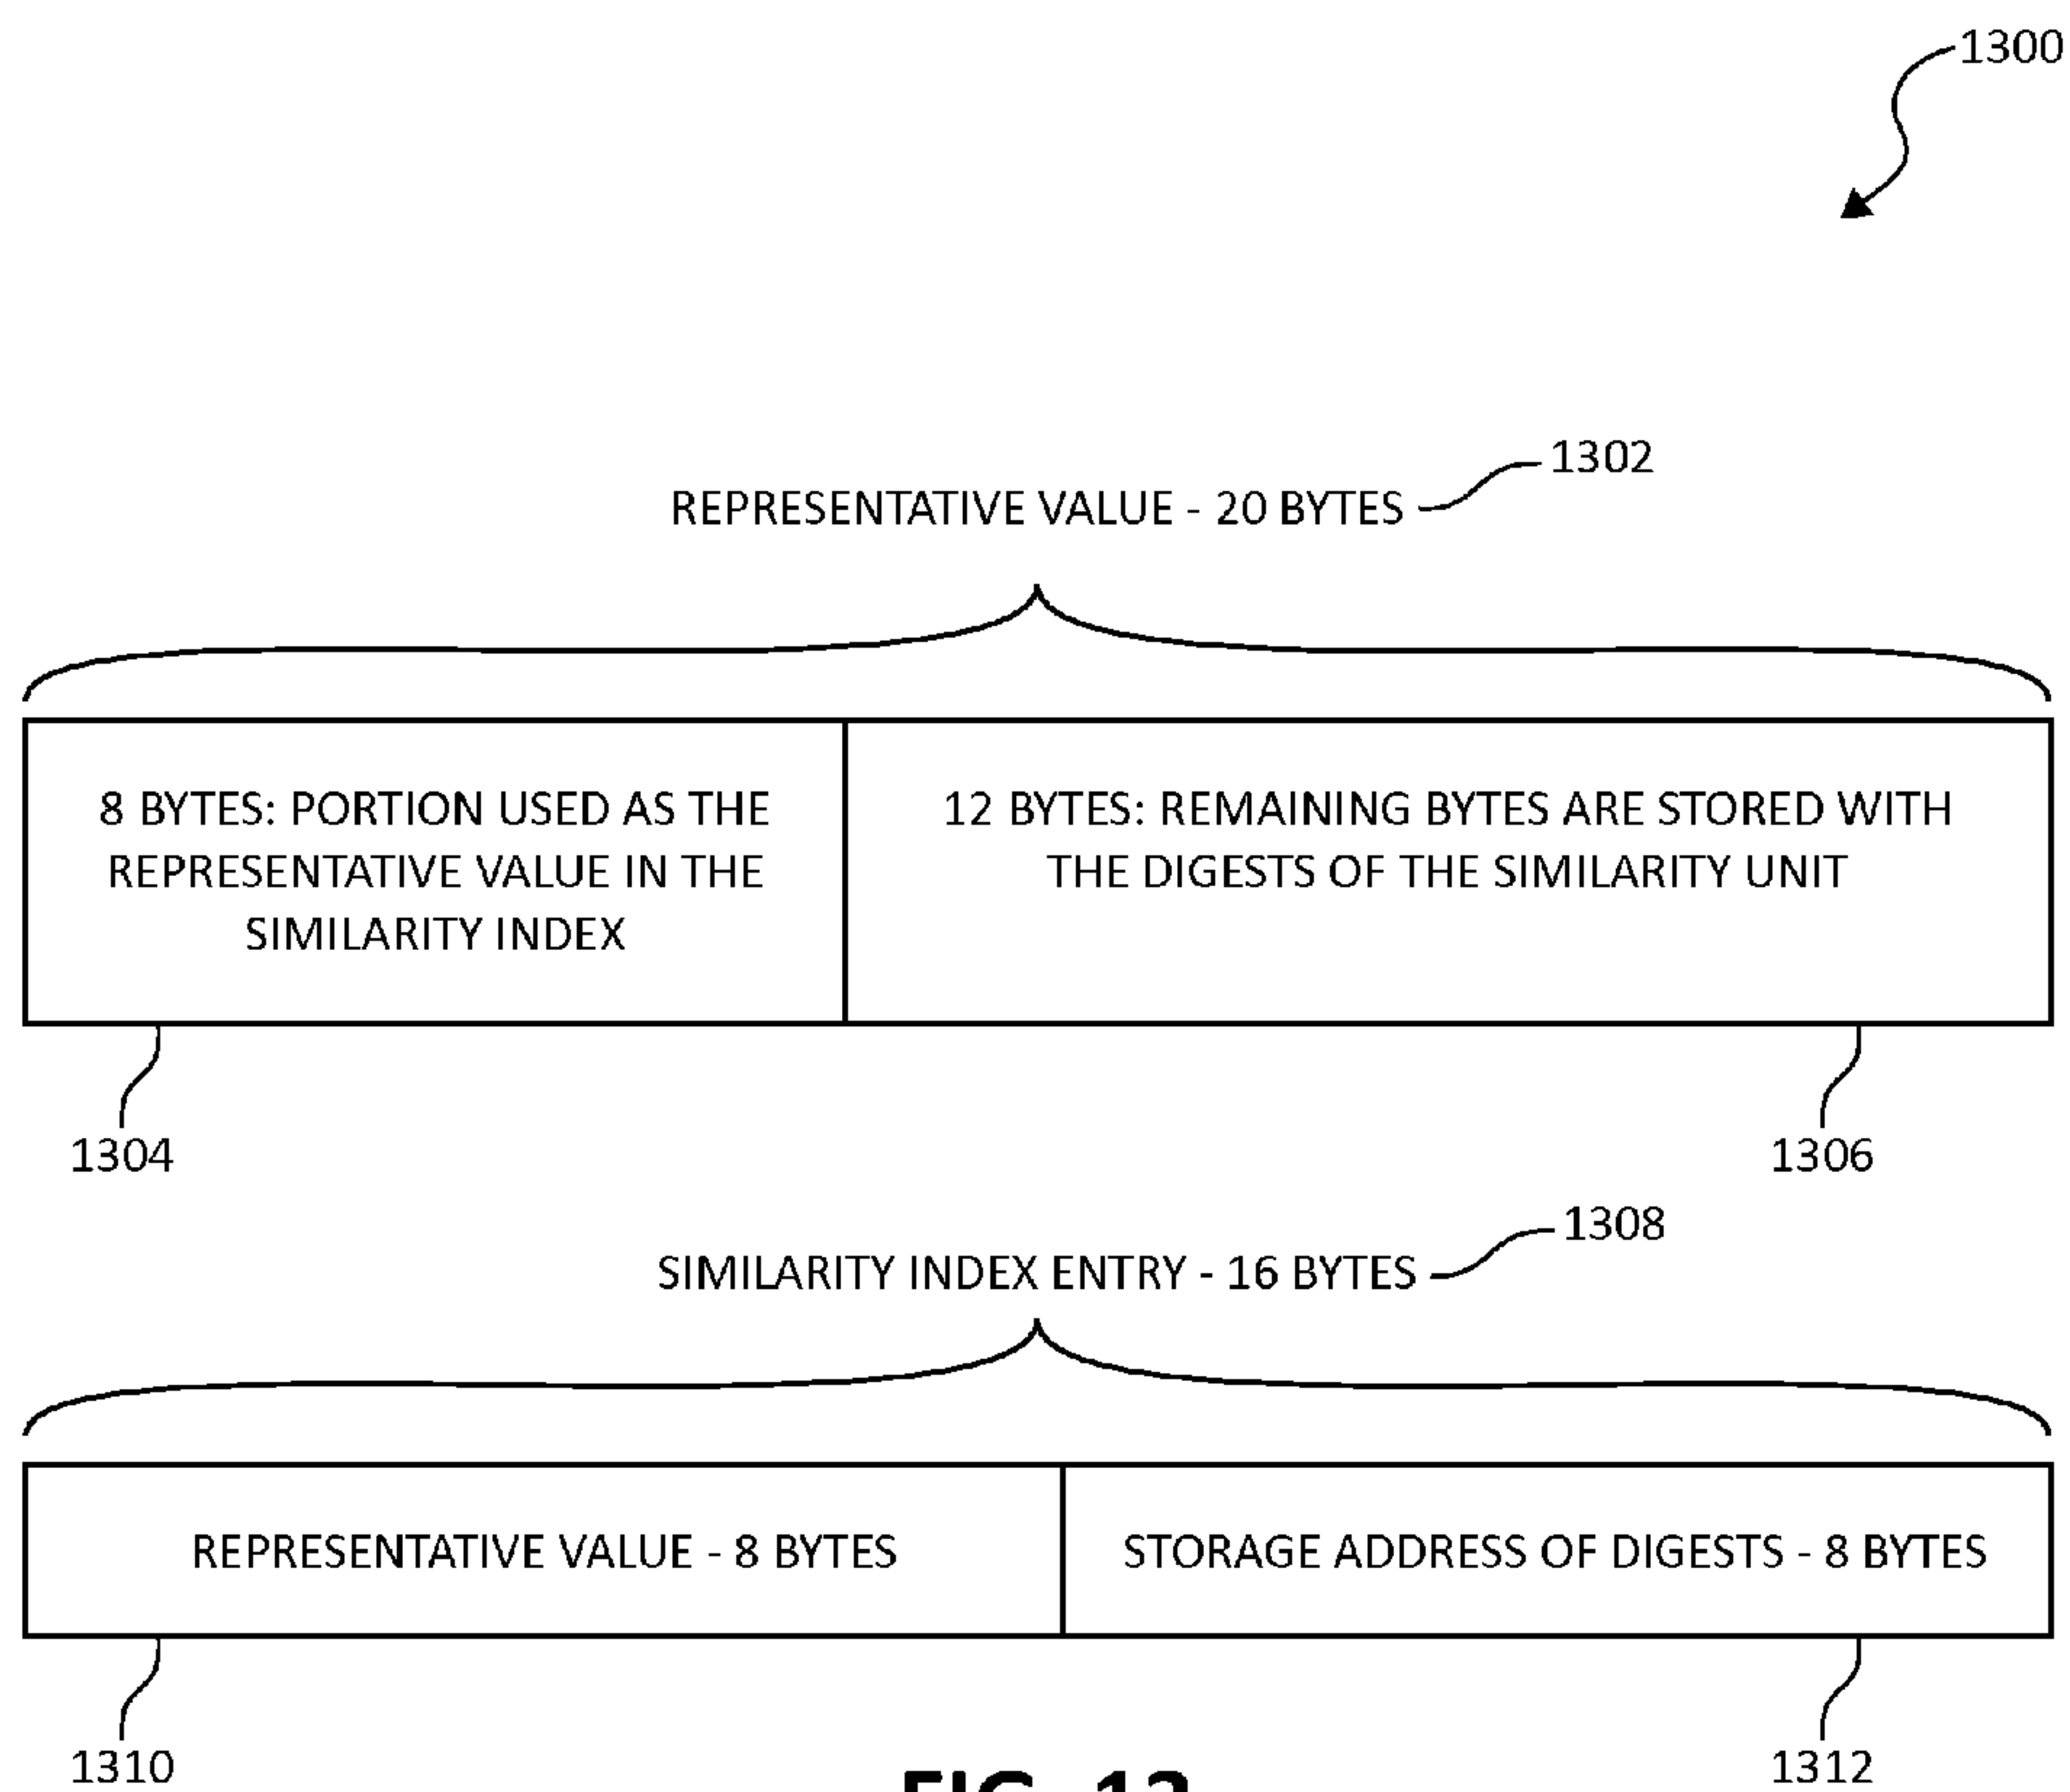 1300
1302
REPRESENTATIVE VALUE - 20 BYTES
8 BYTES: PORTION USED AS THE
REPRESENTATIVE VALUE IN THE
SIMILARITY INDEX
12 BYTES: REMAINING BYTES ARE STORED WITH
THE DIGESTS OF THE SIMILARITY UNIT
1304
1306
1308
SIMILARITY INDEX ENTRY - 16 BYTES
REPRESENTATIVE VALUE - 8 BYTES
STORAGE ADDRESS OF DIGESTS - 8 BYTES
1310
1312
FIG. 13